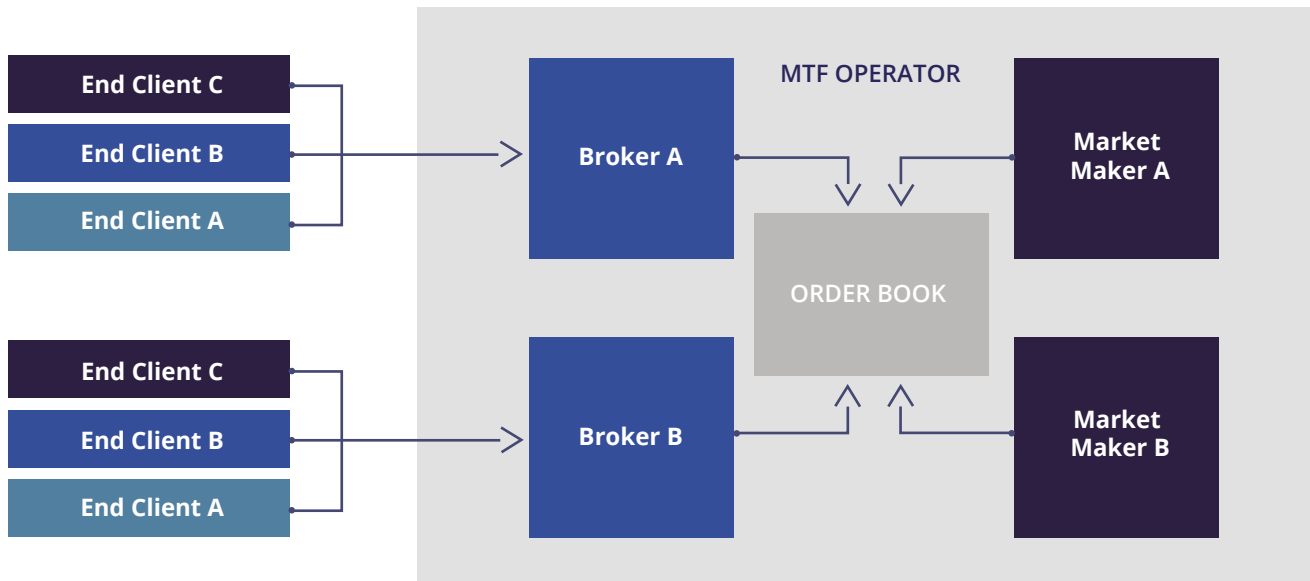 End Client C
End Client B
End Client A
Broker A
MTF OPERATOR
Market
Maker A
ORDER BOOK
End Client C
End Client B
End Client A
Broker B
Market
Maker B